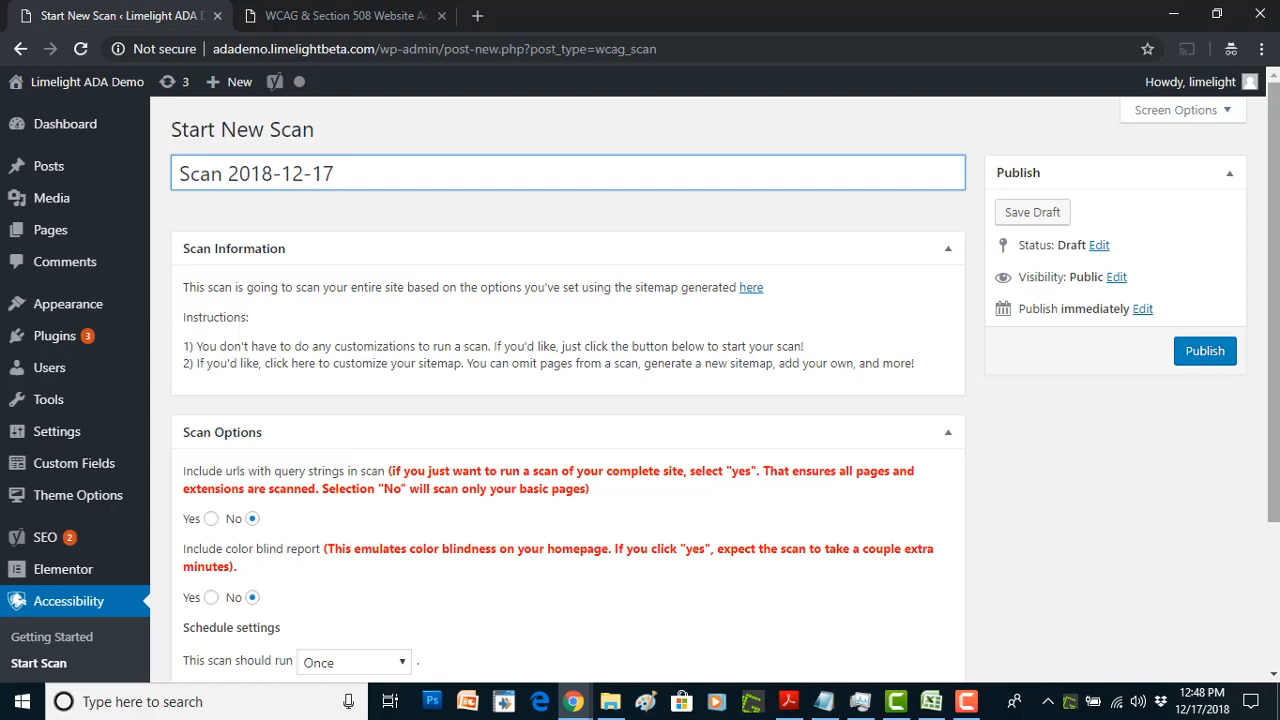 Start New Scan ‹ Limelight ADA D
WCAG & Section 508 Website Ac
Not secure
adademo.limelightbeta.com/wp-admin/post-new.php?post_type=wcag_scan
Limelight ADA Demo
3
New
Howdy, limelight
Screen Options
Dashboard
Posts
Media
Pages
Comments
Appearance
Plugins 3
Users
Tools
Settings
Custom Fields
Theme Options
SEO 2
Elementor
Accessibility
Getting Started
Start Scan
Start New Scan
Scan 2018-12-17
Scan Information
This scan is going to scan your entire site based on the options you've set using the sitemap generated here
Instructions:
1) You don't have to do any customizations to run a scan. If you'd like, just click the button below to start your scan!
2) If you'd like, click here to customize your sitemap. You can omit pages from a scan, generate a new sitemap, add your own, and more!
Scan Options
Include urls with query strings in scan (if you just want to run a scan of your complete site, select "yes". That ensures all pages and
extensions are scanned. Selection "No" will scan only your basic pages)
Yes No
Include color blind report (This emulates color blindness on your homepage. If you click "yes", expect the scan to take a couple extra
minutes).
Yes No
Schedule settings
This scan should run Once .
Publish
Save Draft
Status: Draft Edit
Visibility: Public Edit
Publish immediately Edit
Publish
Type here to search
12:48 PM
12/17/2018